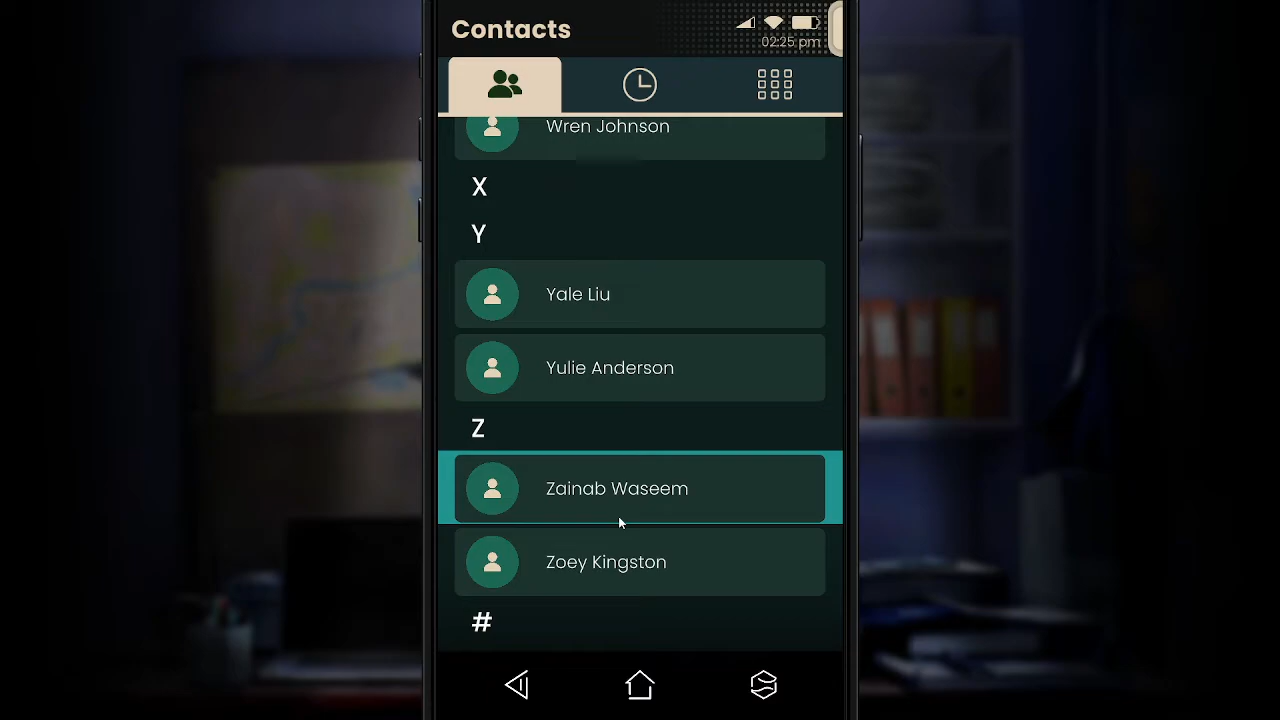 Contacts
02:25 pm
Wren Johnson
X
Y
Yale Liu
Yulie Anderson
Z
Zainab Waseem
Zoey Kingston
#